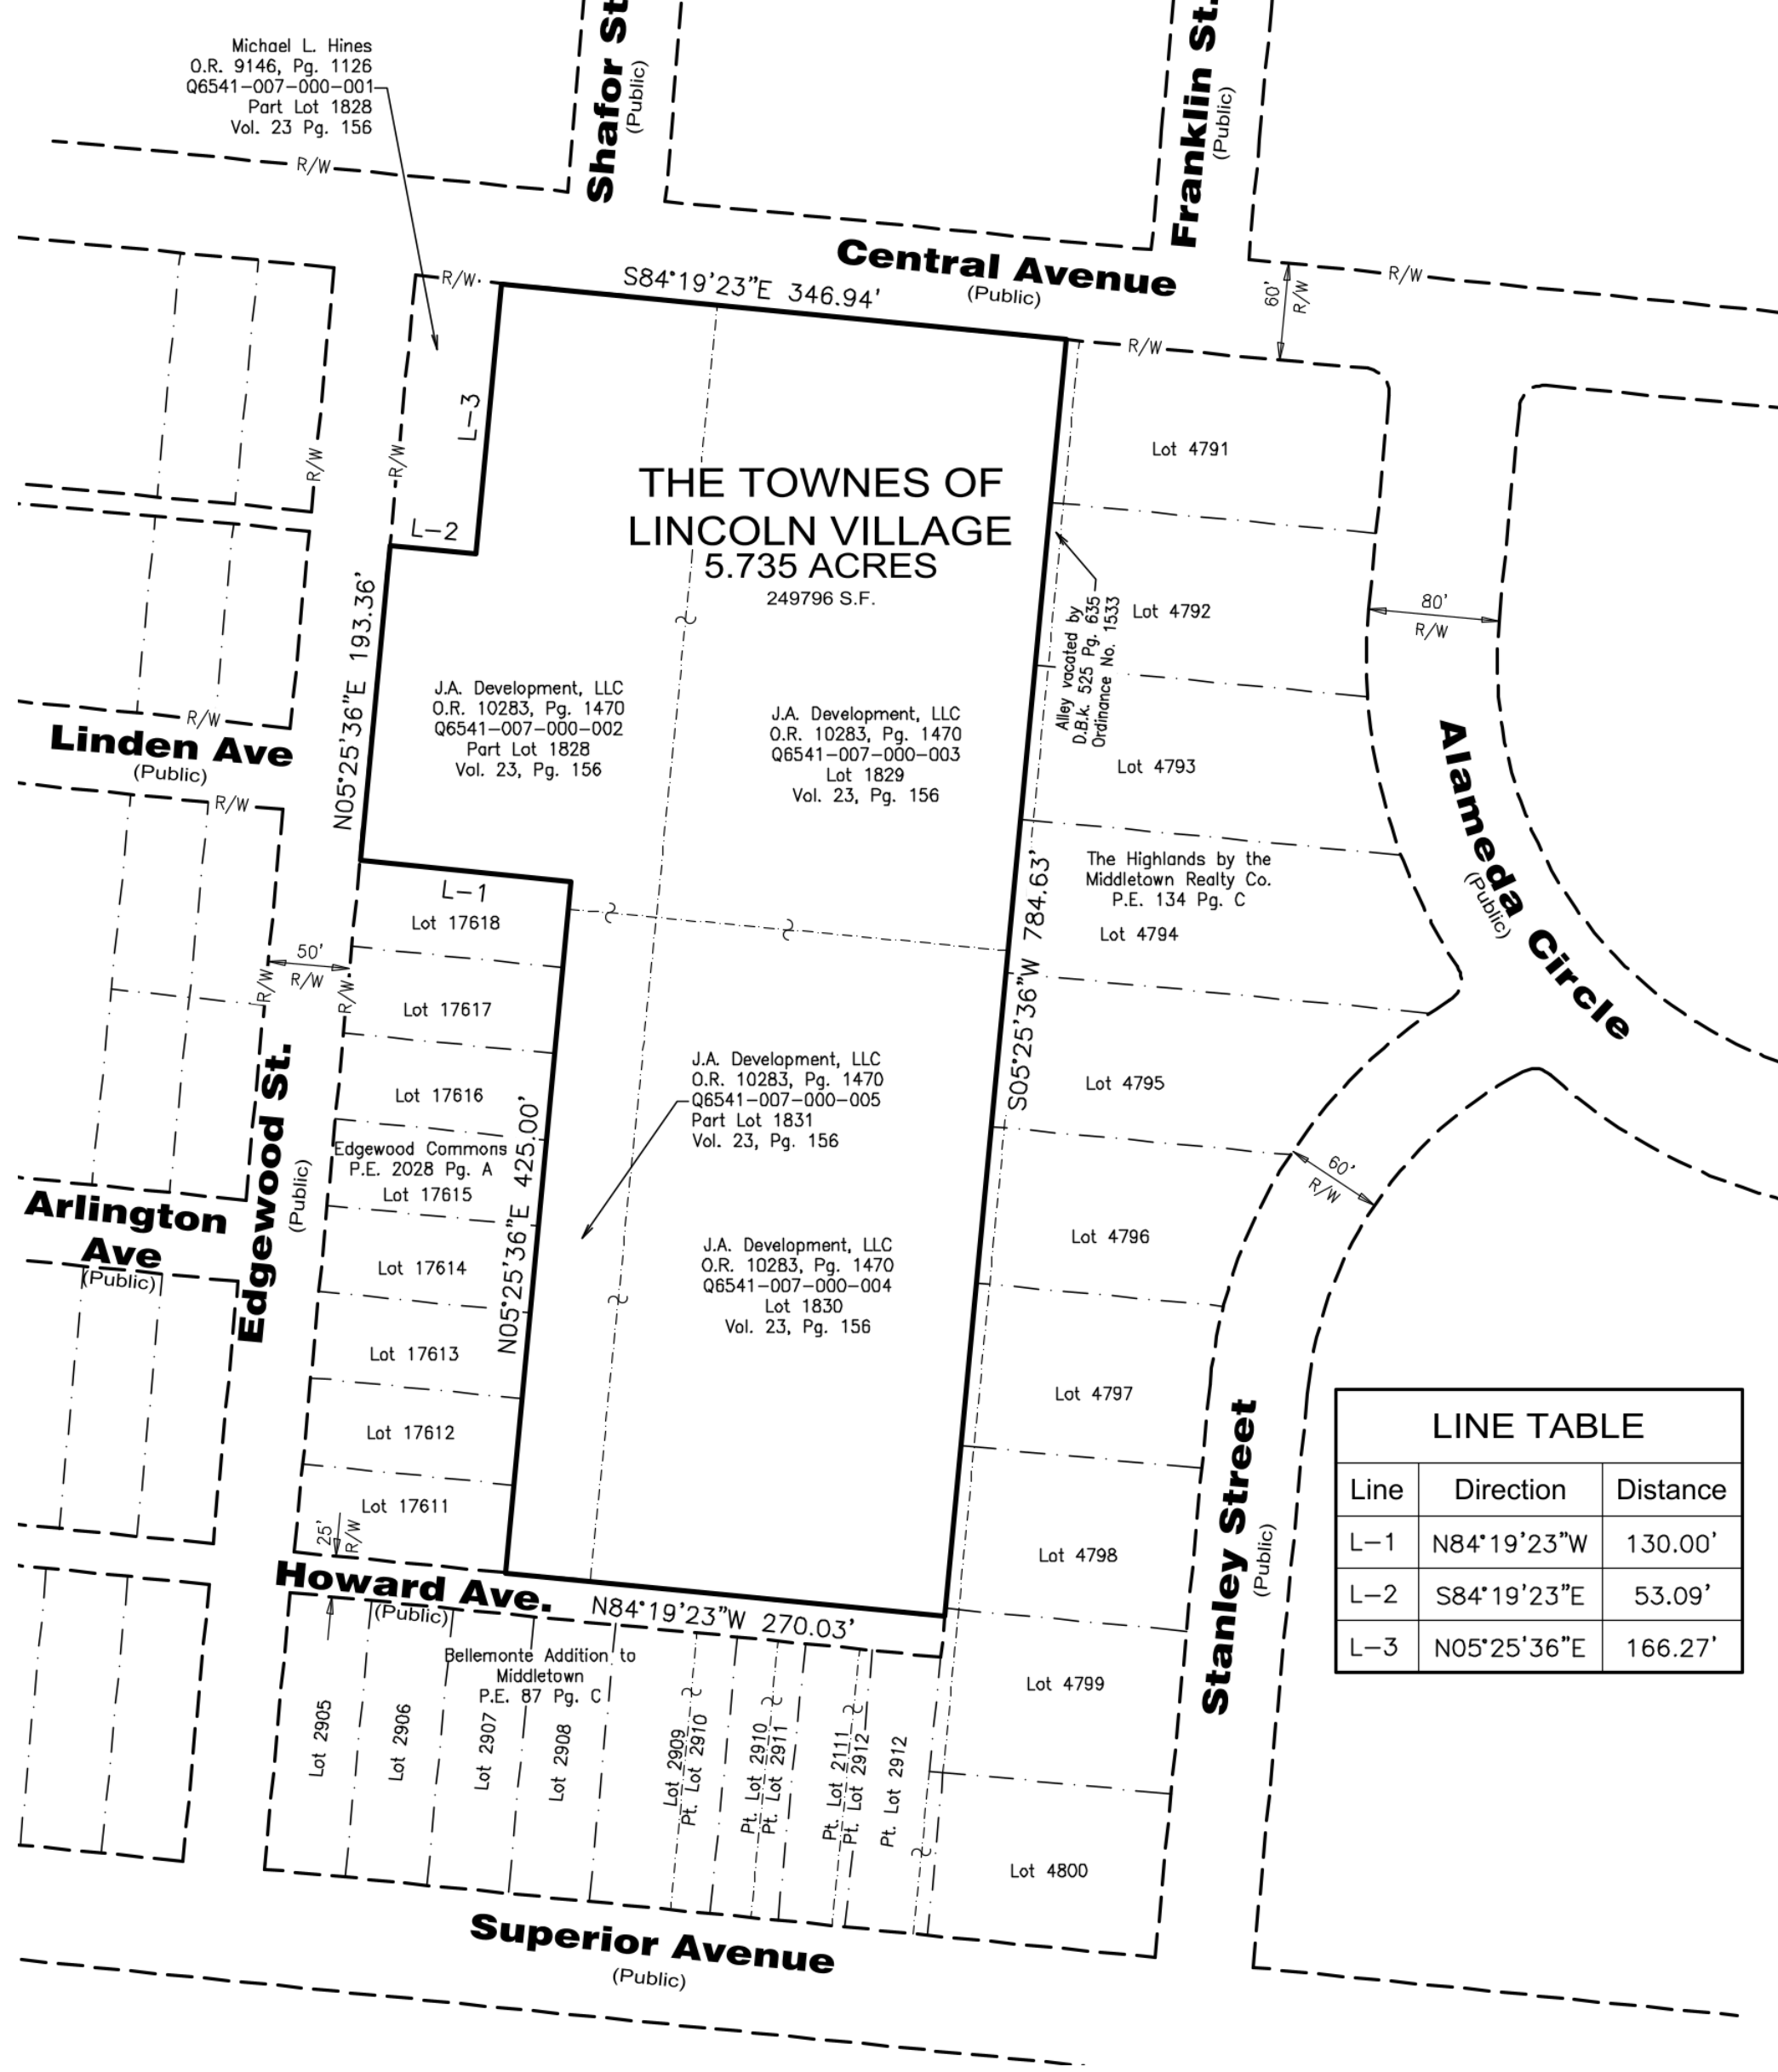 Michael L. Hines
O.R. 9146, Pg. 1126
Q6541-007-000-001
Part Lot 1828
Vol. 23 Pg. 156
Shafor St
(Public)
Franklin St.
(Public)
R/W
Central Avenue
(Public)
R/W
S84°19'23"E 346.94'
R/W
60'
R/W
R/W
L-3
R/W
R/W
L-2
THE TOWNES OF
LINCOLN VILLAGE
5.735 ACRES
249796 S.F.
Lot 4791
Alley vacated by
D.B.k. 525 Pg. 635
Ordinance No. 1533
Lot 4792
80'
R/W
N05°25'36"E 193.36'
J.A. Development, LLC
O.R. 10283, Pg. 1470
Q6541-007-000-002
Part Lot 1828
Vol. 23, Pg. 156
J.A. Development, LLC
O.R. 10283, Pg. 1470
Q6541-007-000-003
Lot 1829
Vol. 23, Pg. 156
R/W
Linden Ave
(Public)
R/W
Lot 4793
Alameda Circle
(Public)
The Highlands by the
Middletown Realty Co.
P.E. 134 Pg. C
Lot 4794
L-1
Lot 17618
50'
R/W
R/W
R/W
S05°25'36"W 784.63'
Lot 17617
Lot 17616
Edgewood Commons
P.E. 2028 Pg. A
Lot 17615
Lot 17614
Lot 17613
Lot 17612
Lot 17611
Edgewood St.
(Public)
N05°25'36"E 425.00'
J.A. Development, LLC
O.R. 10283, Pg. 1470
Q6541-007-000-005
Part Lot 1831
Vol. 23, Pg. 156
J.A. Development, LLC
O.R. 10283, Pg. 1470
Q6541-007-000-004
Lot 1830
Vol. 23, Pg. 156
Lot 4795
60'
R/W
Lot 4796
Lot 4797
Lot 4798
Lot 4799
Lot 4800
Arlington
Ave
(Public)
Stanley Street
(Public)
LINE TABLE
Line Direction Distance
L-1 N84°19'23"W 130.00'
L-2 S84°19'23"E 53.09'
L-3 N05°25'36"E 166.27'
25'
R/W
Howard Ave.
(Public)
N84°19'23"W 270.03'
Bellemonte Addition to
Middletown
P.E. 87 Pg. C
Lot 2905
Lot 2906
Lot 2907
Lot 2908
Lot 2909
Pt. Lot 2910
Pt. Lot 2910
Pt. Lot 2911
Pt. Lot 2111
Pt. Lot 2912
Pt. Lot 2912
Superior Avenue
(Public)